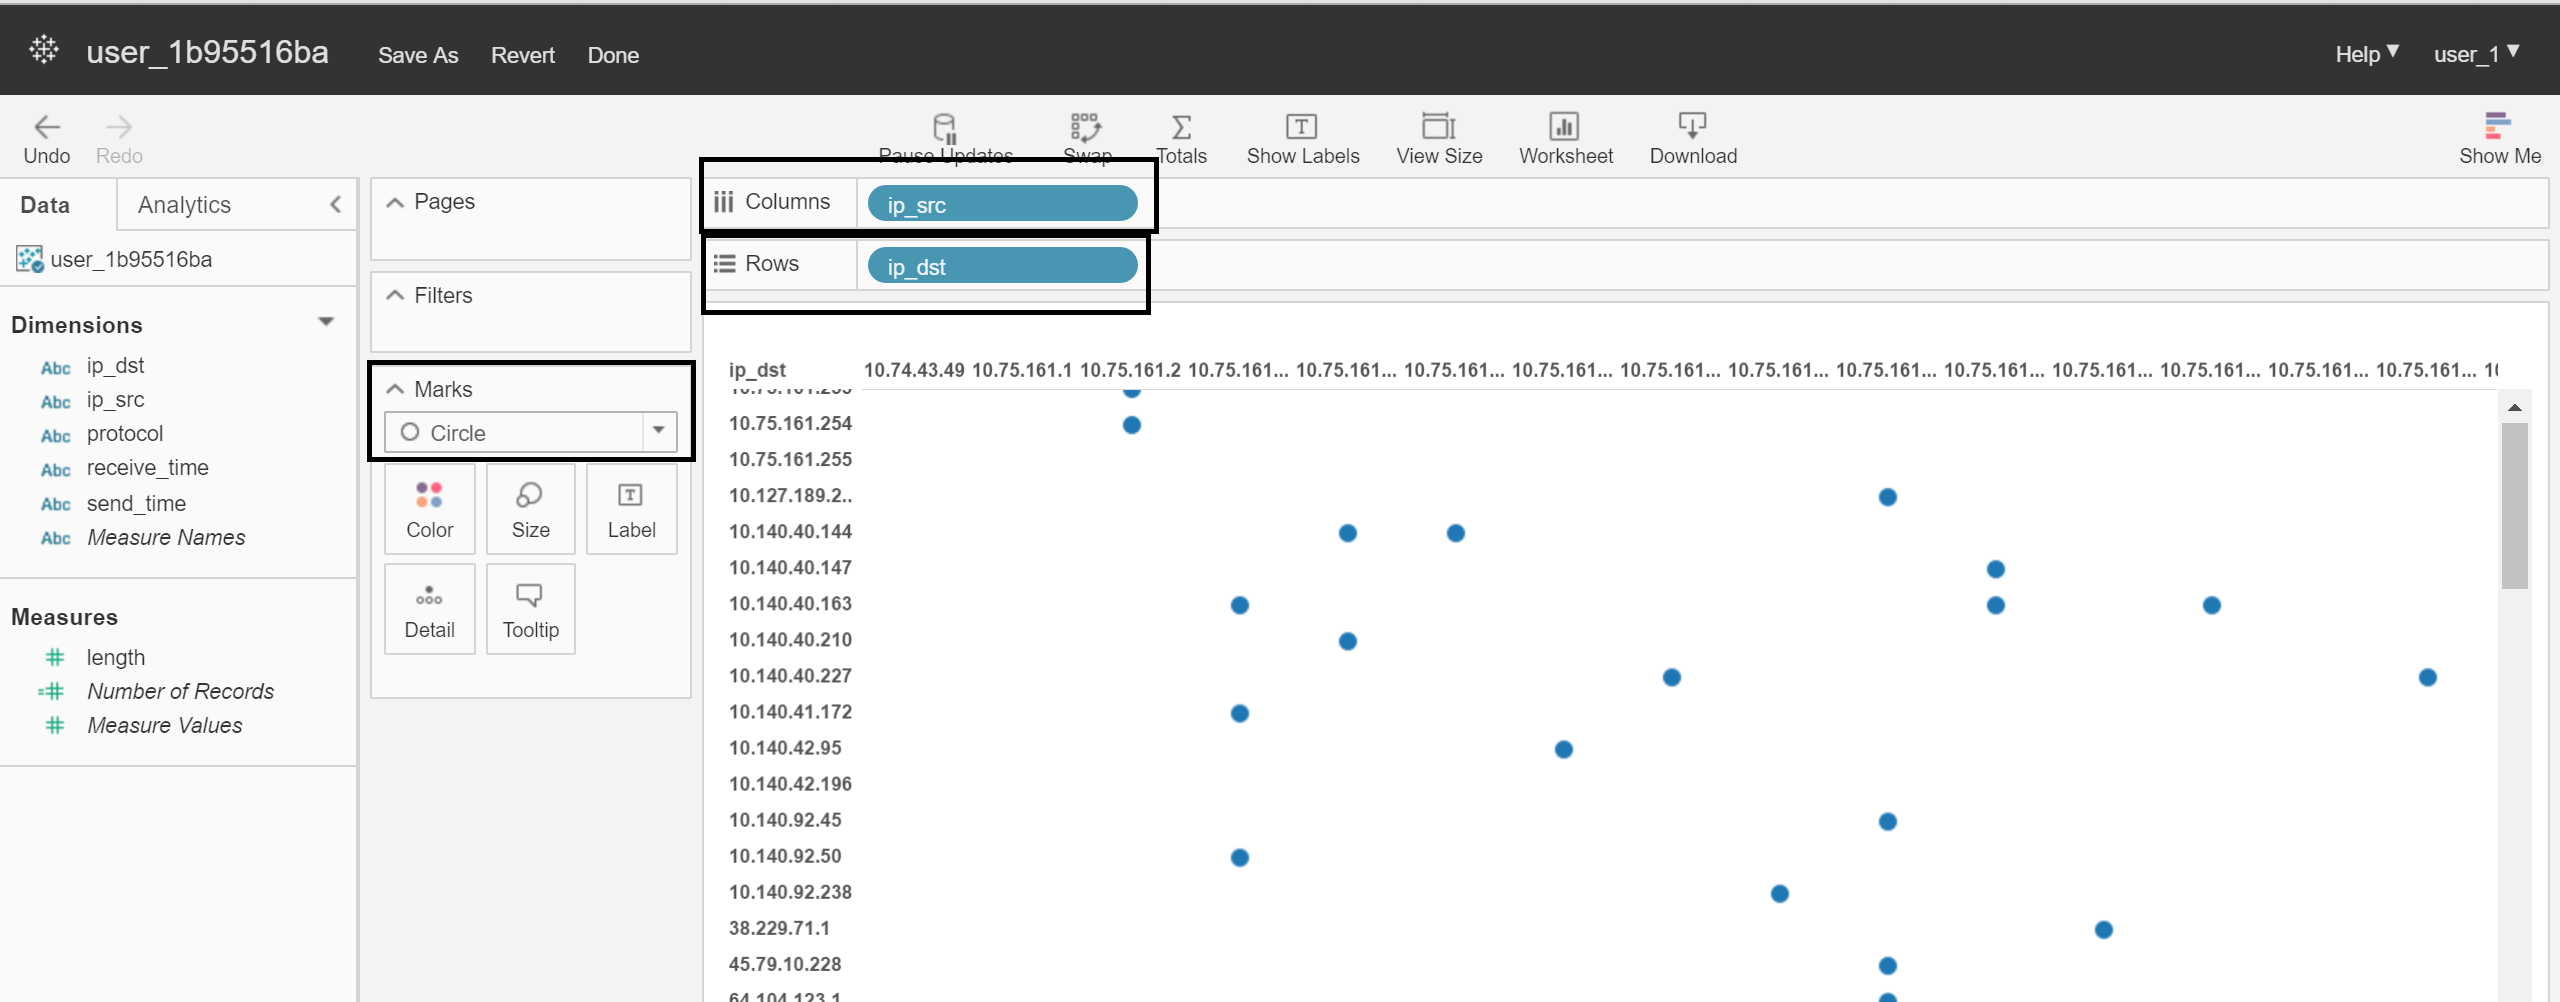 user_1b95516ba Save As Revert Done Help user_1
Undo Redo Pause Updates Swap Totals Show Labels View Size Worksheet Download Show Me
Data Analytics
user_1b95516ba
Dimensions
Abc ip_dst
Abc ip_src
Abc protocol
Abc receive_time
Abc send_time
Abc Measure Names
Measures
# length
=# Number of Records
# Measure Values
Pages
Filters
Marks
Circle
Color Size Label
Detail Tooltip
Columns ip_src
Rows ip_dst
ip_dst 10.74.43.49 10.75.161.1 10.75.161.2 10.75.161... 10.75.161... 10.75.161... 10.75.161... 10.75.161... 10.75.161... 10.75.161... 10.75.161... 10.75.161... 10.75.161... 10.75.161... 10.75.161...
10.75.161.254
10.75.161.255
10.127.189.2..
10.140.40.144
10.140.40.147
10.140.40.163
10.140.40.210
10.140.40.227
10.140.41.172
10.140.42.95
10.140.42.196
10.140.92.45
10.140.92.50
10.140.92.238
38.229.71.1
45.79.10.228
64.104.123.1